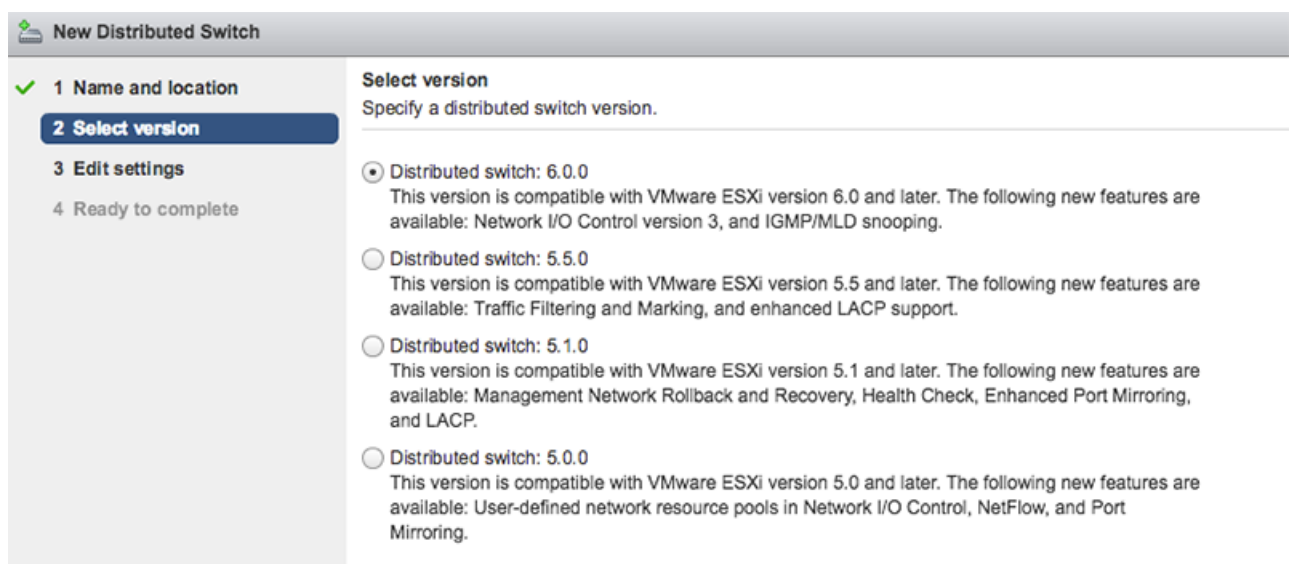 New Distributed Switch
1 Name and location
2 Select version
3 Edit settings
4 Ready to complete
Select version
Specify a distributed switch version.
Distributed switch: 6.0.0
This version is compatible with VMware ESXi version 6.0 and later. The following new features are
available: Network I/O Control version 3, and IGMP/MLD snooping.
Distributed switch: 5.5.0
This version is compatible with VMware ESXi version 5.5 and later. The following new features are
available: Traffic Filtering and Marking, and enhanced LACP support.
Distributed switch: 5.1.0
This version is compatible with VMware ESXi version 5.1 and later. The following new features are
available: Management Network Rollback and Recovery, Health Check, Enhanced Port Mirroring,
and LACP.
Distributed switch: 5.0.0
This version is compatible with VMware ESXi version 5.0 and later. The following new features are
available: User-defined network resource pools in Network I/O Control, NetFlow, and Port
Mirroring.